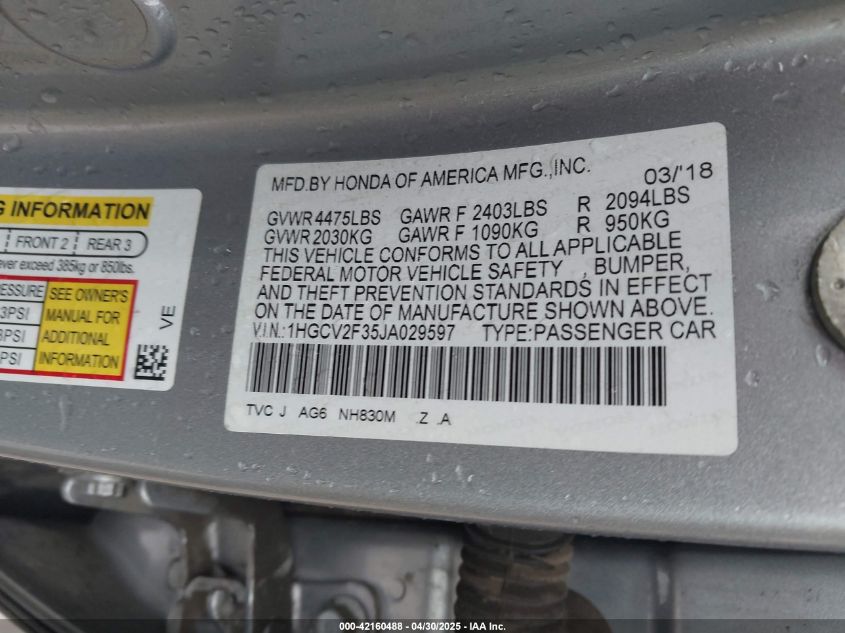 MFD.BY HONDA OF AMERICA MFG.,INC. 03/'18
GVWR 4475LBS GAWR F 2403LBS R 2094LBS
GVWR 2030KG GAWR F 1090KG R 950KG
THIS VEHICLE CONFORMS TO ALL APPLICABLE
FEDERAL MOTOR VEHICLE SAFETY , BUMPER,
AND THEFT PREVENTION STANDARDS IN EFFECT
ON THE DATE OF MANUFACTURE SHOWN ABOVE.
V.I.N.:1HGCV2F35JA029597 TYPE:PASSENGER CAR
TVC J AG6 NH830M Z .A
INFORMATION
FRONT 2 REAR 3
exceed 385kg or 850lbs.
SEE OWNER'S
MANUAL FOR
ADDITIONAL
INFORMATION
PSI
VE
000-42160488 - 04/30/2025 - IAA Inc.